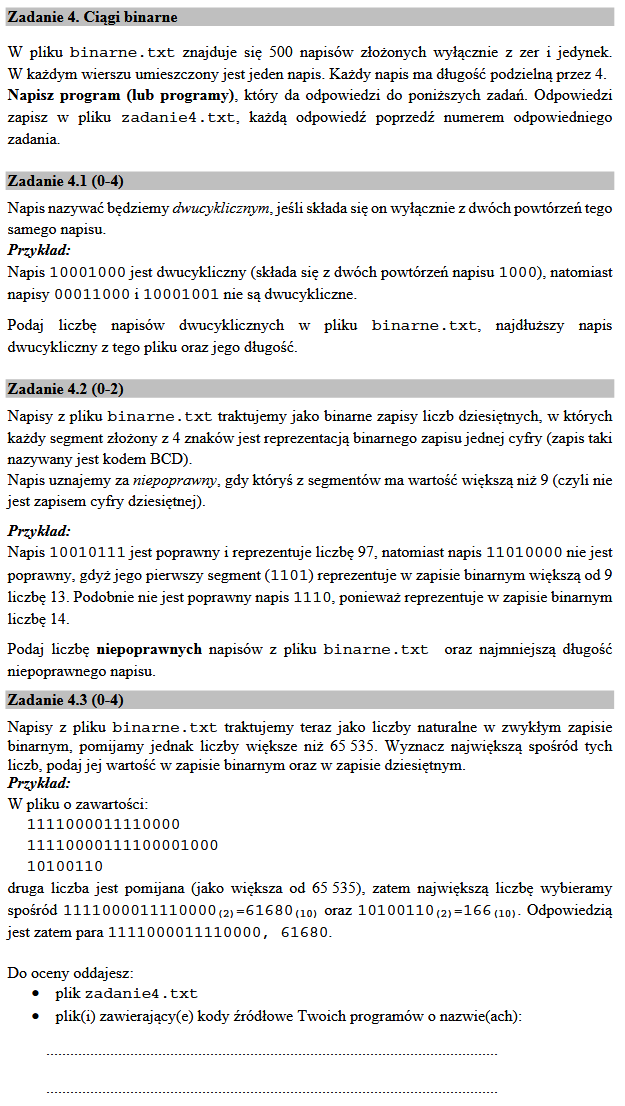 Zadanie 4. Ciągi binarne
W pliku binarne.txt znajduje się 500 napisów złożonych wyłącznie z zer i jedynek.
W każdym wierszu umieszczony jest jeden napis. Każdy napis ma długość podzielną przez 4.
Napisz program (lub programy), który da odpowiedzi do poniższych zadań. Odpowiedzi
zapisz w pliku zadanie4.txt, każdą odpowiedź poprzedź numerem odpowiedniego
zadania.
Zadanie 4.1 (0-4)
Napis nazywać będziemy dwucyklicznym, jeśli składa się on wyłącznie z dwóch powtórzeń tego
samego napisu.
Przykład:
Napis 10001000 jest dwucykliczny (składa się z dwóch powtórzeń napisu 1000), natomiast
napisy 00011000 i 10001001 nie są dwucykliczne.
Podaj liczbę napisów dwucyklicznych w pliku binarne.txt, najdłuższy napis
dwucykliczny z tego pliku oraz jego długość.
Zadanie 4.2 (0-2)
Napisy z pliku binarne.txt traktujemy jako binarne zapisy liczb dziesiętnych, w których
każdy segment złożony z 4 znaków jest reprezentacją binarnego zapisu jednej cyfry (zapis taki
nazywany jest kodem BCD).
Napis uznajemy za niepoprawny, gdy któryś z segmentów ma wartość większą niż 9 (czyli nie
jest zapisem cyfry dziesiętnej).
Przykład:
Napis 10010111 jest poprawny i reprezentuje liczbę 97, natomiast napis 11010000 nie jest
poprawny, gdyż jego pierwszy segment (1101) reprezentuje w zapisie binarnym większą od 9
liczbę 13. Podobnie nie jest poprawny napis 1110, ponieważ reprezentuje w zapisie binarnym
liczbę 14.
Podaj liczbę niepoprawnych napisów z pliku binarne.txt oraz najmniejszą długość
niepoprawnego napisu.
Zadanie 4.3 (0-4)
Napisy z pliku binarne.txt traktujemy teraz jako liczby naturalne w zwykłym zapisie
binarnym, pomijamy jednak liczby większe niż 65 535. Wyznacz największą spośród tych
liczb, podaj jej wartość w zapisie binarnym oraz w zapisie dziesiętnym.
Przykład:
W pliku o zawartości:
1111000011110000
11110000111100001000
10100110
druga liczba jest pomijana (jako większa od 65 535), zatem największą liczbę wybieramy
spośród 1111000011110000(2)=61680(10) oraz 10100110(2)=166(10). Odpowiedzią
jest zatem para 1111000011110000, 61680.
Do oceny oddajesz:
• plik zadanie4.txt
• plik(i) zawierający(e) kody źródłowe Twoich programów o nazwie(ach):